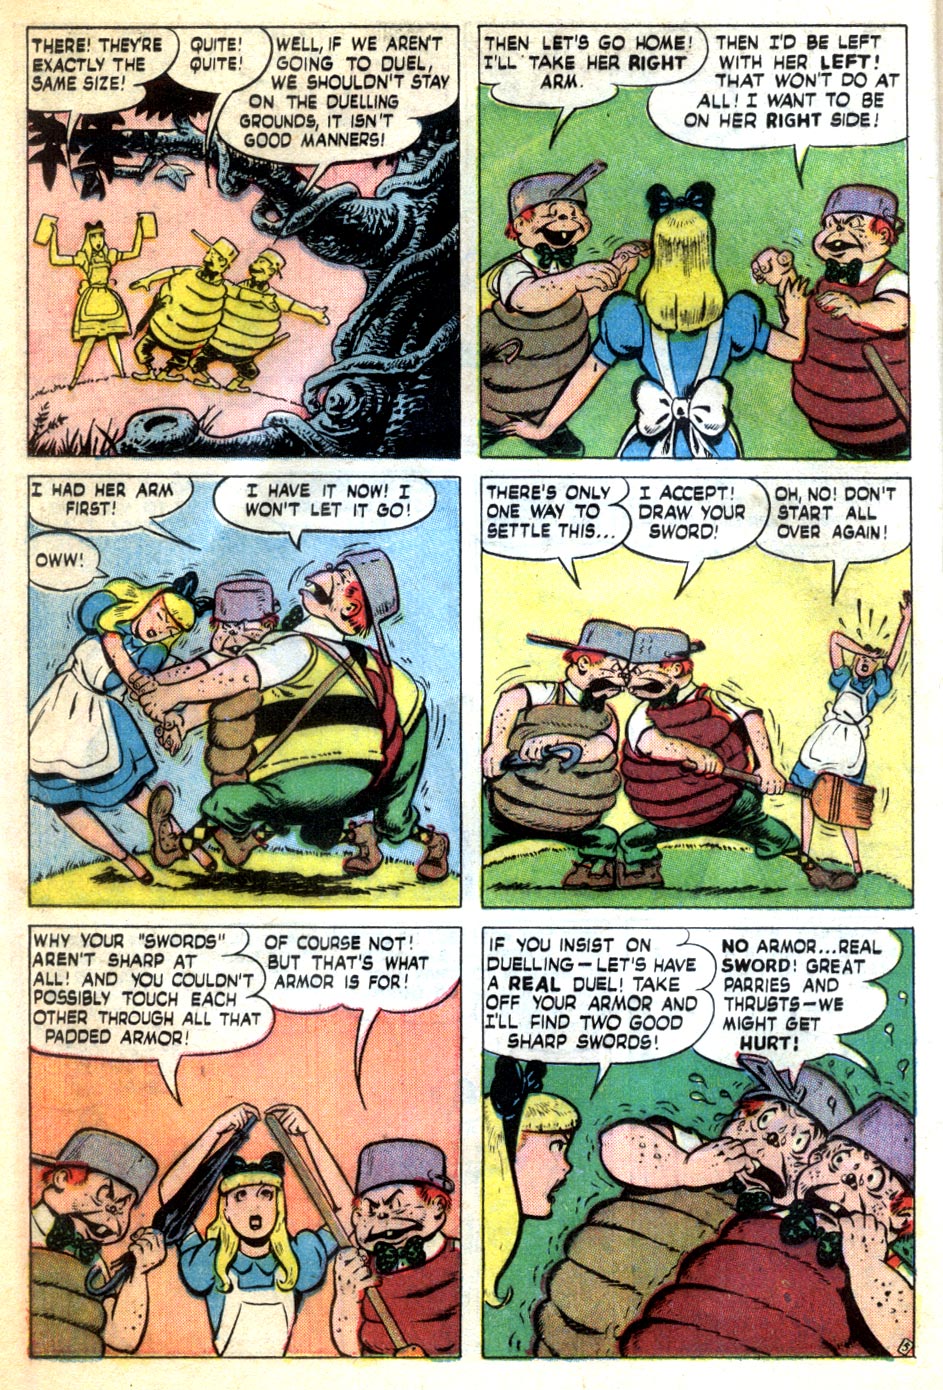 THERE! THEY'RE
EXACTLY THE
SAME SIZE!
QUITE!
QUITE!
WELL, IF WE AREN'T
GOING TO DUEL,
WE SHOULDN'T STAY
ON THE DUELLING
GROUNDS, IT ISN'T
GOOD MANNERS!
THEN LET'S GO HOME!
I'LL TAKE HER RIGHT
ARM.
THEN I'D BE LEFT
WITH HER LEFT!
THAT WON'T DO AT
ALL! I WANT TO BE
ON HER RIGHT SIDE!
I HAD HER ARM
FIRST!
I HAVE IT NOW! I
WON'T LET IT GO!
OWW!
THERE'S ONLY
ONE WAY TO
SETTLE THIS...
I ACCEPT!
DRAW YOUR
SWORD!
OH, NO! DON'T
START ALL
OVER AGAIN!
WHY YOUR "SWORDS"
AREN'T SHARP AT
ALL! AND YOU COULDN'T
POSSIBLY TOUCH EACH
OTHER THROUGH ALL THAT
PADDED ARMOR!
OF COURSE NOT!
BUT THAT'S WHAT
ARMOR IS FOR!
IF YOU INSIST ON
DUELLING—LET'S HAVE
A REAL DUEL! TAKE
OFF YOUR ARMOR AND
I'LL FIND TWO GOOD
SHARP SWORDS!
NO ARMOR...REAL
SWORD! GREAT
PARRIES AND
THRUSTS—WE
MIGHT GET
HURT!
5